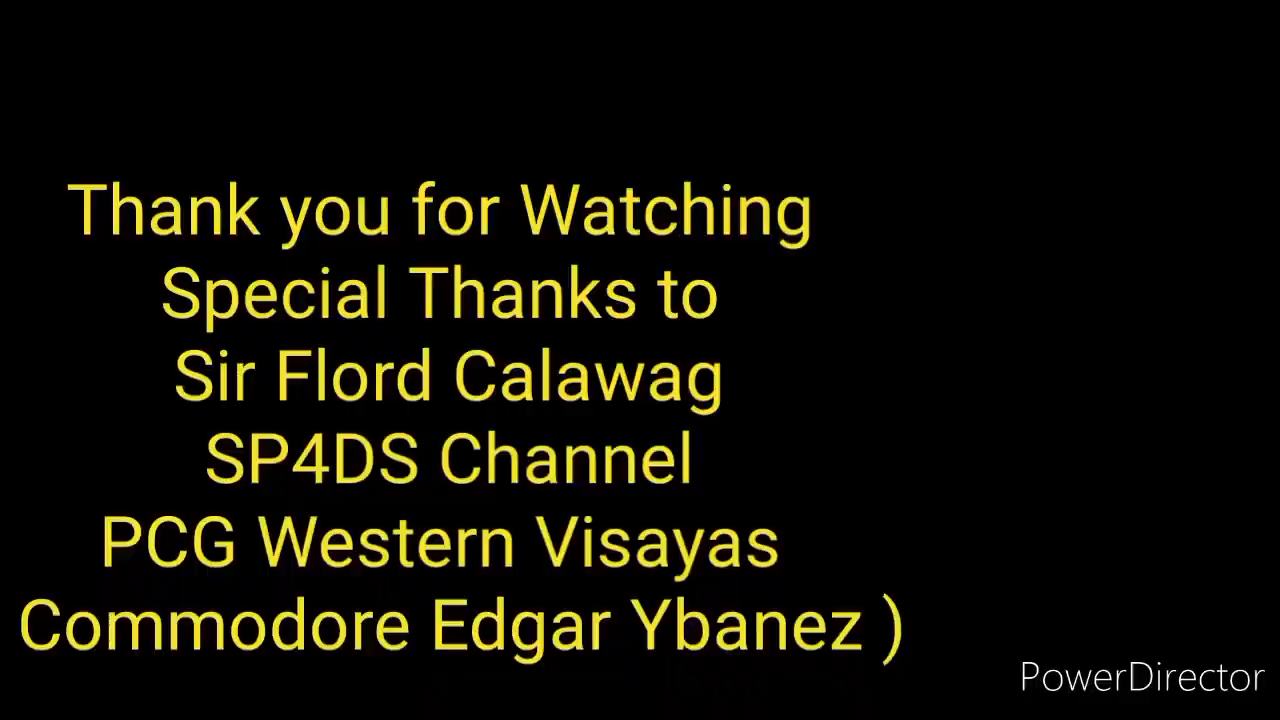 Thank you for Watching
Special Thanks to
Sir Flord Calawag
SP4DS Channel
PCG Western Visayas
Commodore Edgar Ybanez )
PowerDirector